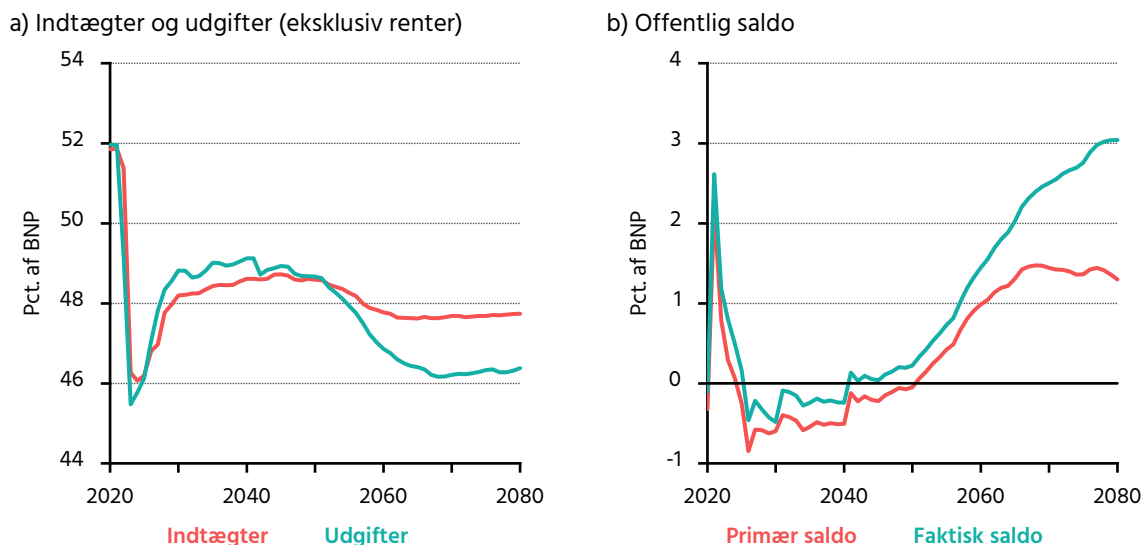 a) Indtægter og udgifter (eksklusiv renter)
Pct. af BNP
54
52
50
48
46
44
2020 2040 2060 2080
Indtægter Udgifter
b) Offentlig saldo
Pct. af BNP
4
3
2
1
0
-1
2020 2040 2060 2080
Primær saldo Faktisk saldo